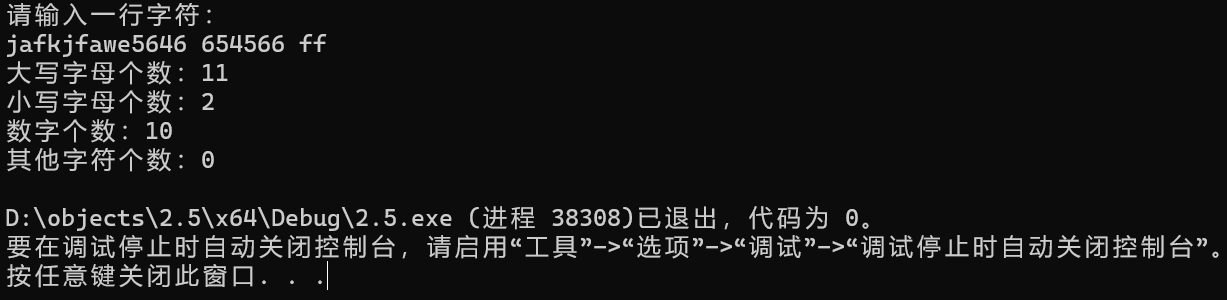 请输入一行字符：
jafkjfawe5646 654566 ff
大写字母个数：11
小写字母个数：2
数字个数：10
其他字符个数：0
D:\objects\2.5\x64\Debug\2.5.exe (进程 38308)已退出，代码为 0。
要在调试停止时自动关闭控制台，请启用“工具”->“选项”->“调试”->“调试停止时自动关闭控制台”。
按任意键关闭此窗口. . .